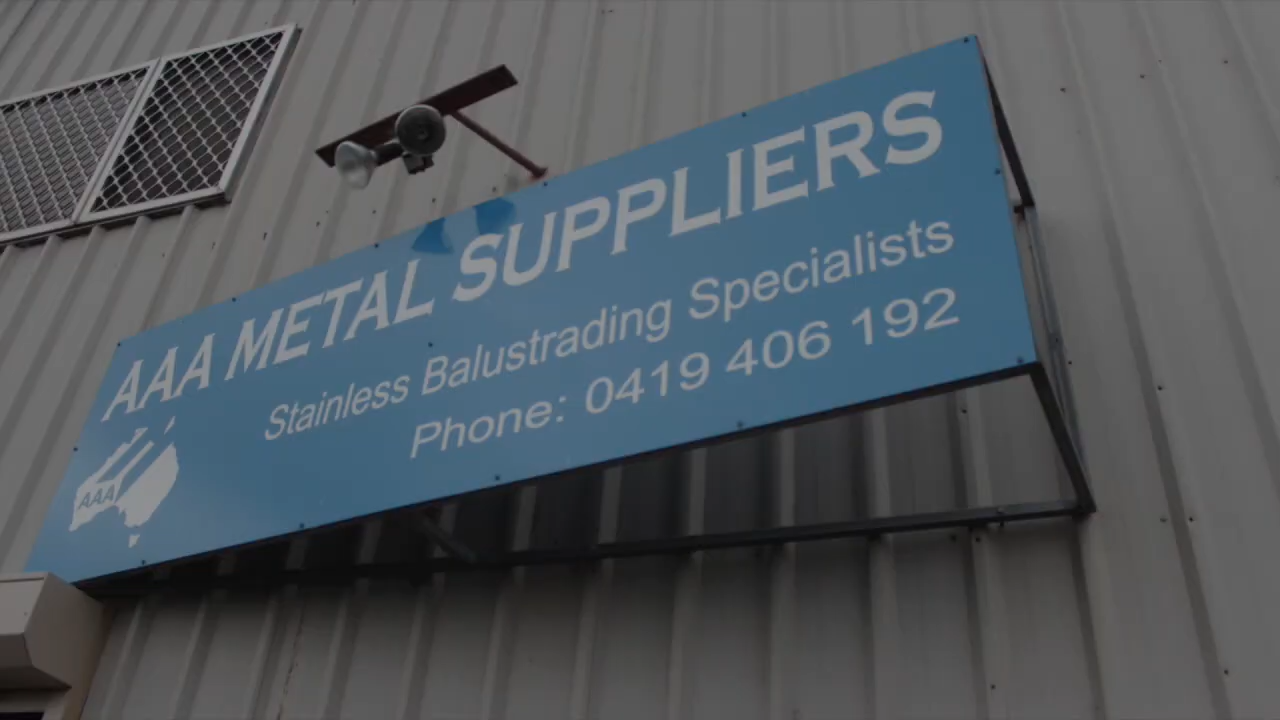 AAA METAL SUPPLIERS
Stainless Balustrading Specialists
Phone: 0419 406 192
AAA